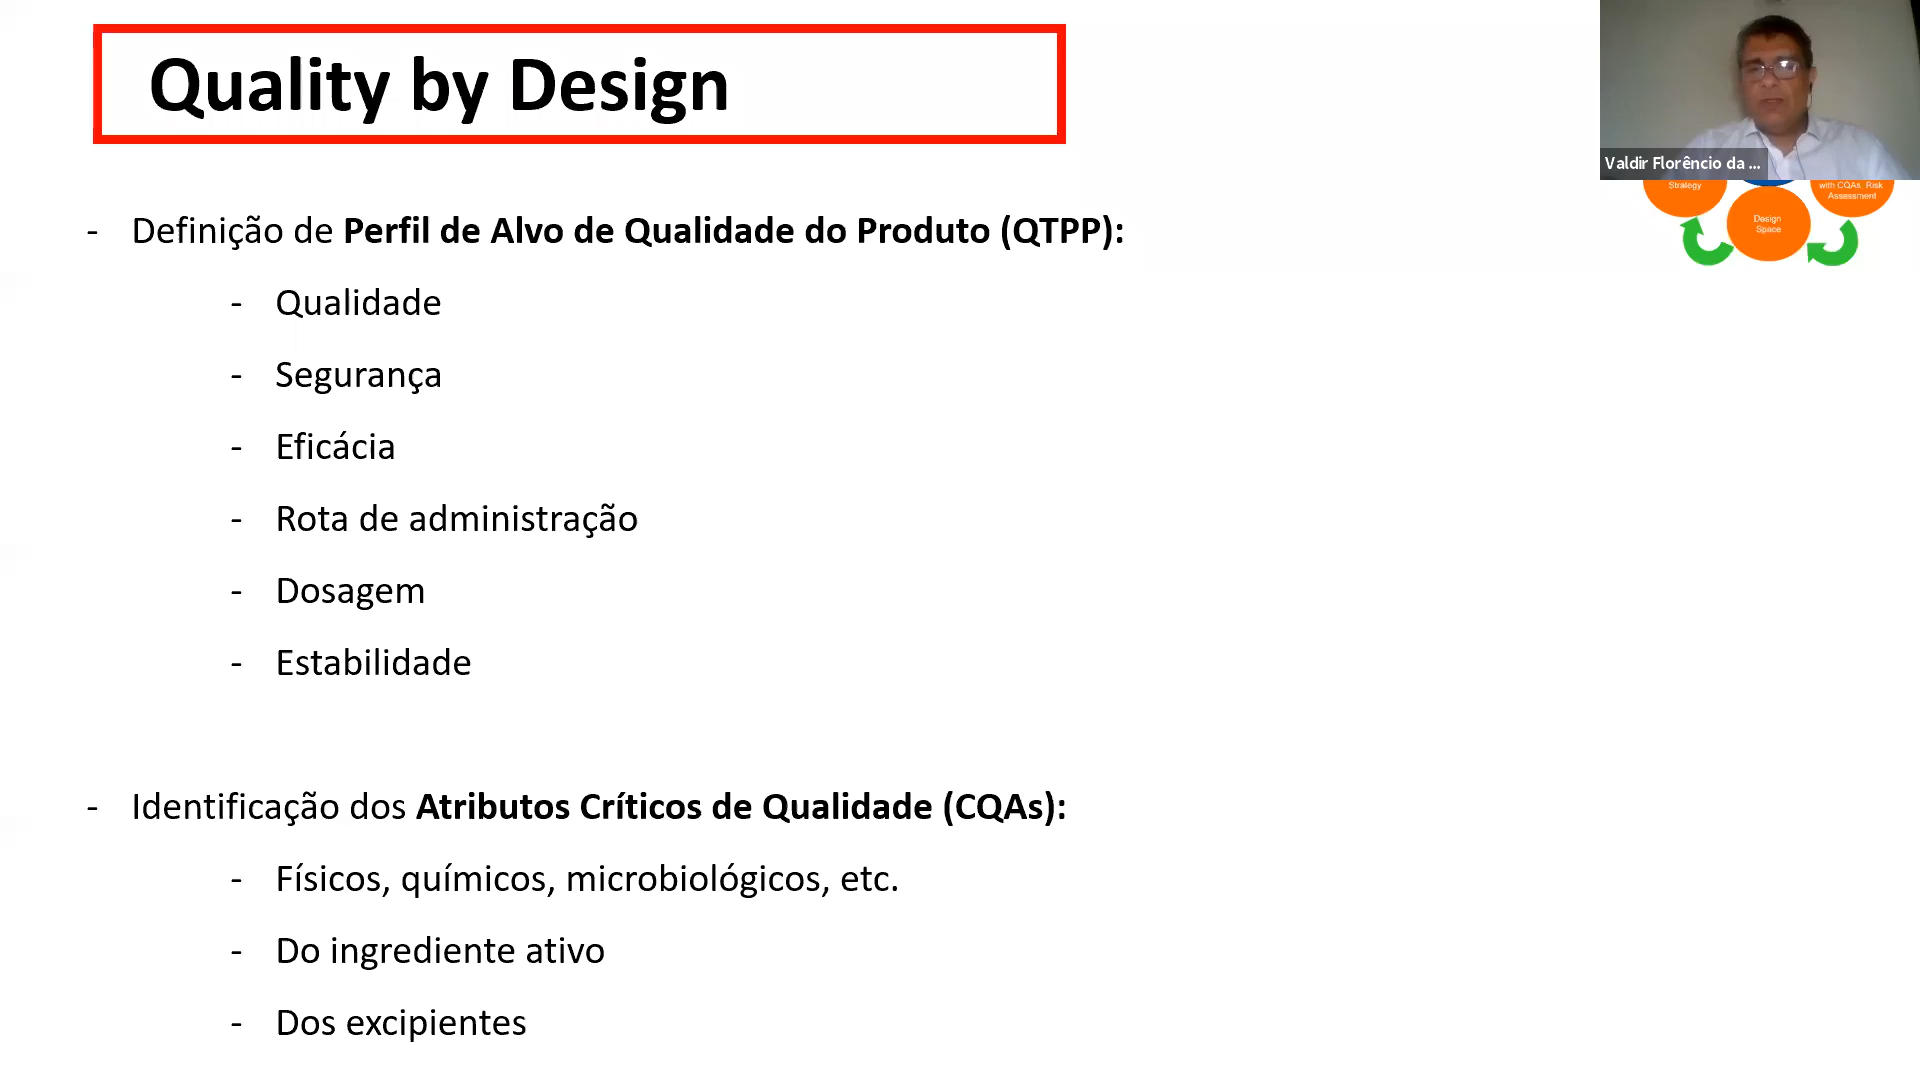 Quality by Design
Valdir Florêncio da ...
Strategy
with CQAs, Risk
Assessment
Design
Space
- Definição de Perfil de Alvo de Qualidade do Produto (QTPP):
- Qualidade
- Segurança
- Eficácia
- Rota de administração
- Dosagem
- Estabilidade
- Identificação dos Atributos Críticos de Qualidade (CQAs):
- Físicos, químicos, microbiológicos, etc.
- Do ingrediente ativo
- Dos excipientes